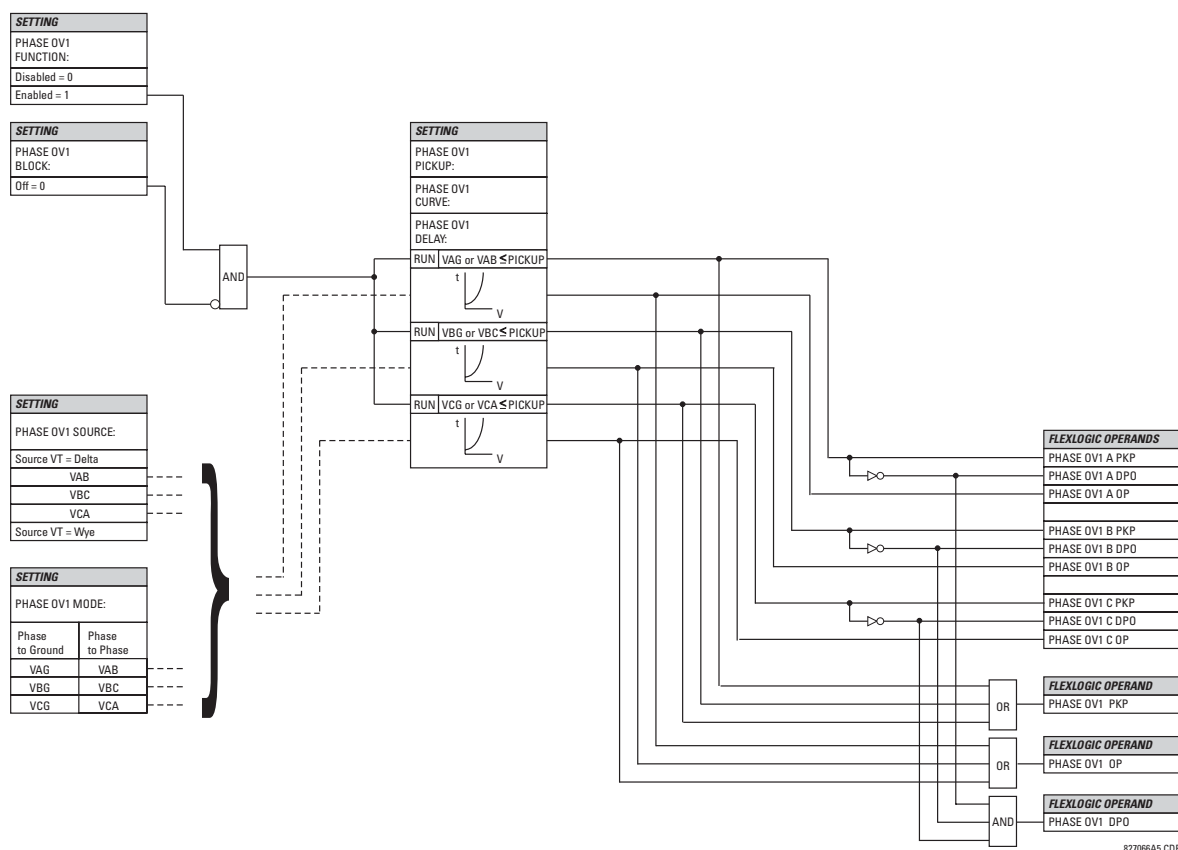 SETTING
PHASE OV1
FUNCTION:
Disabled = 0
Enabled = 1
SETTING
PHASE OV1
BLOCK:
Off = 0
AND
SETTING
PHASE OV1
PICKUP:
PHASE OV1
CURVE:
PHASE OV1
DELAY:
RUN VAG or VAB ≤ PICKUP
t
V
RUN VBG or VBC ≤ PICKUP
t
V
RUN VCG or VCA ≤ PICKUP
t
V
SETTING
PHASE OV1 SOURCE:
Source VT = Delta
VAB
VBC
VCA
Source VT = Wye
SETTING
PHASE OV1 MODE:
Phase to Ground
Phase to Phase
VAG VAB
VBG VBC
VCG VCA
FLEXLOGIC OPERANDS
PHASE OV1 A PKP
PHASE OV1 A DPO
PHASE OV1 A OP
PHASE OV1 B PKP
PHASE OV1 B DPO
PHASE OV1 B OP
PHASE OV1 C PKP
PHASE OV1 C DPO
PHASE OV1 C OP
OR
FLEXLOGIC OPERAND
PHASE OV1 PKP
OR
FLEXLOGIC OPERAND
PHASE OV1 OP
AND
FLEXLOGIC OPERAND
PHASE OV1 DPO